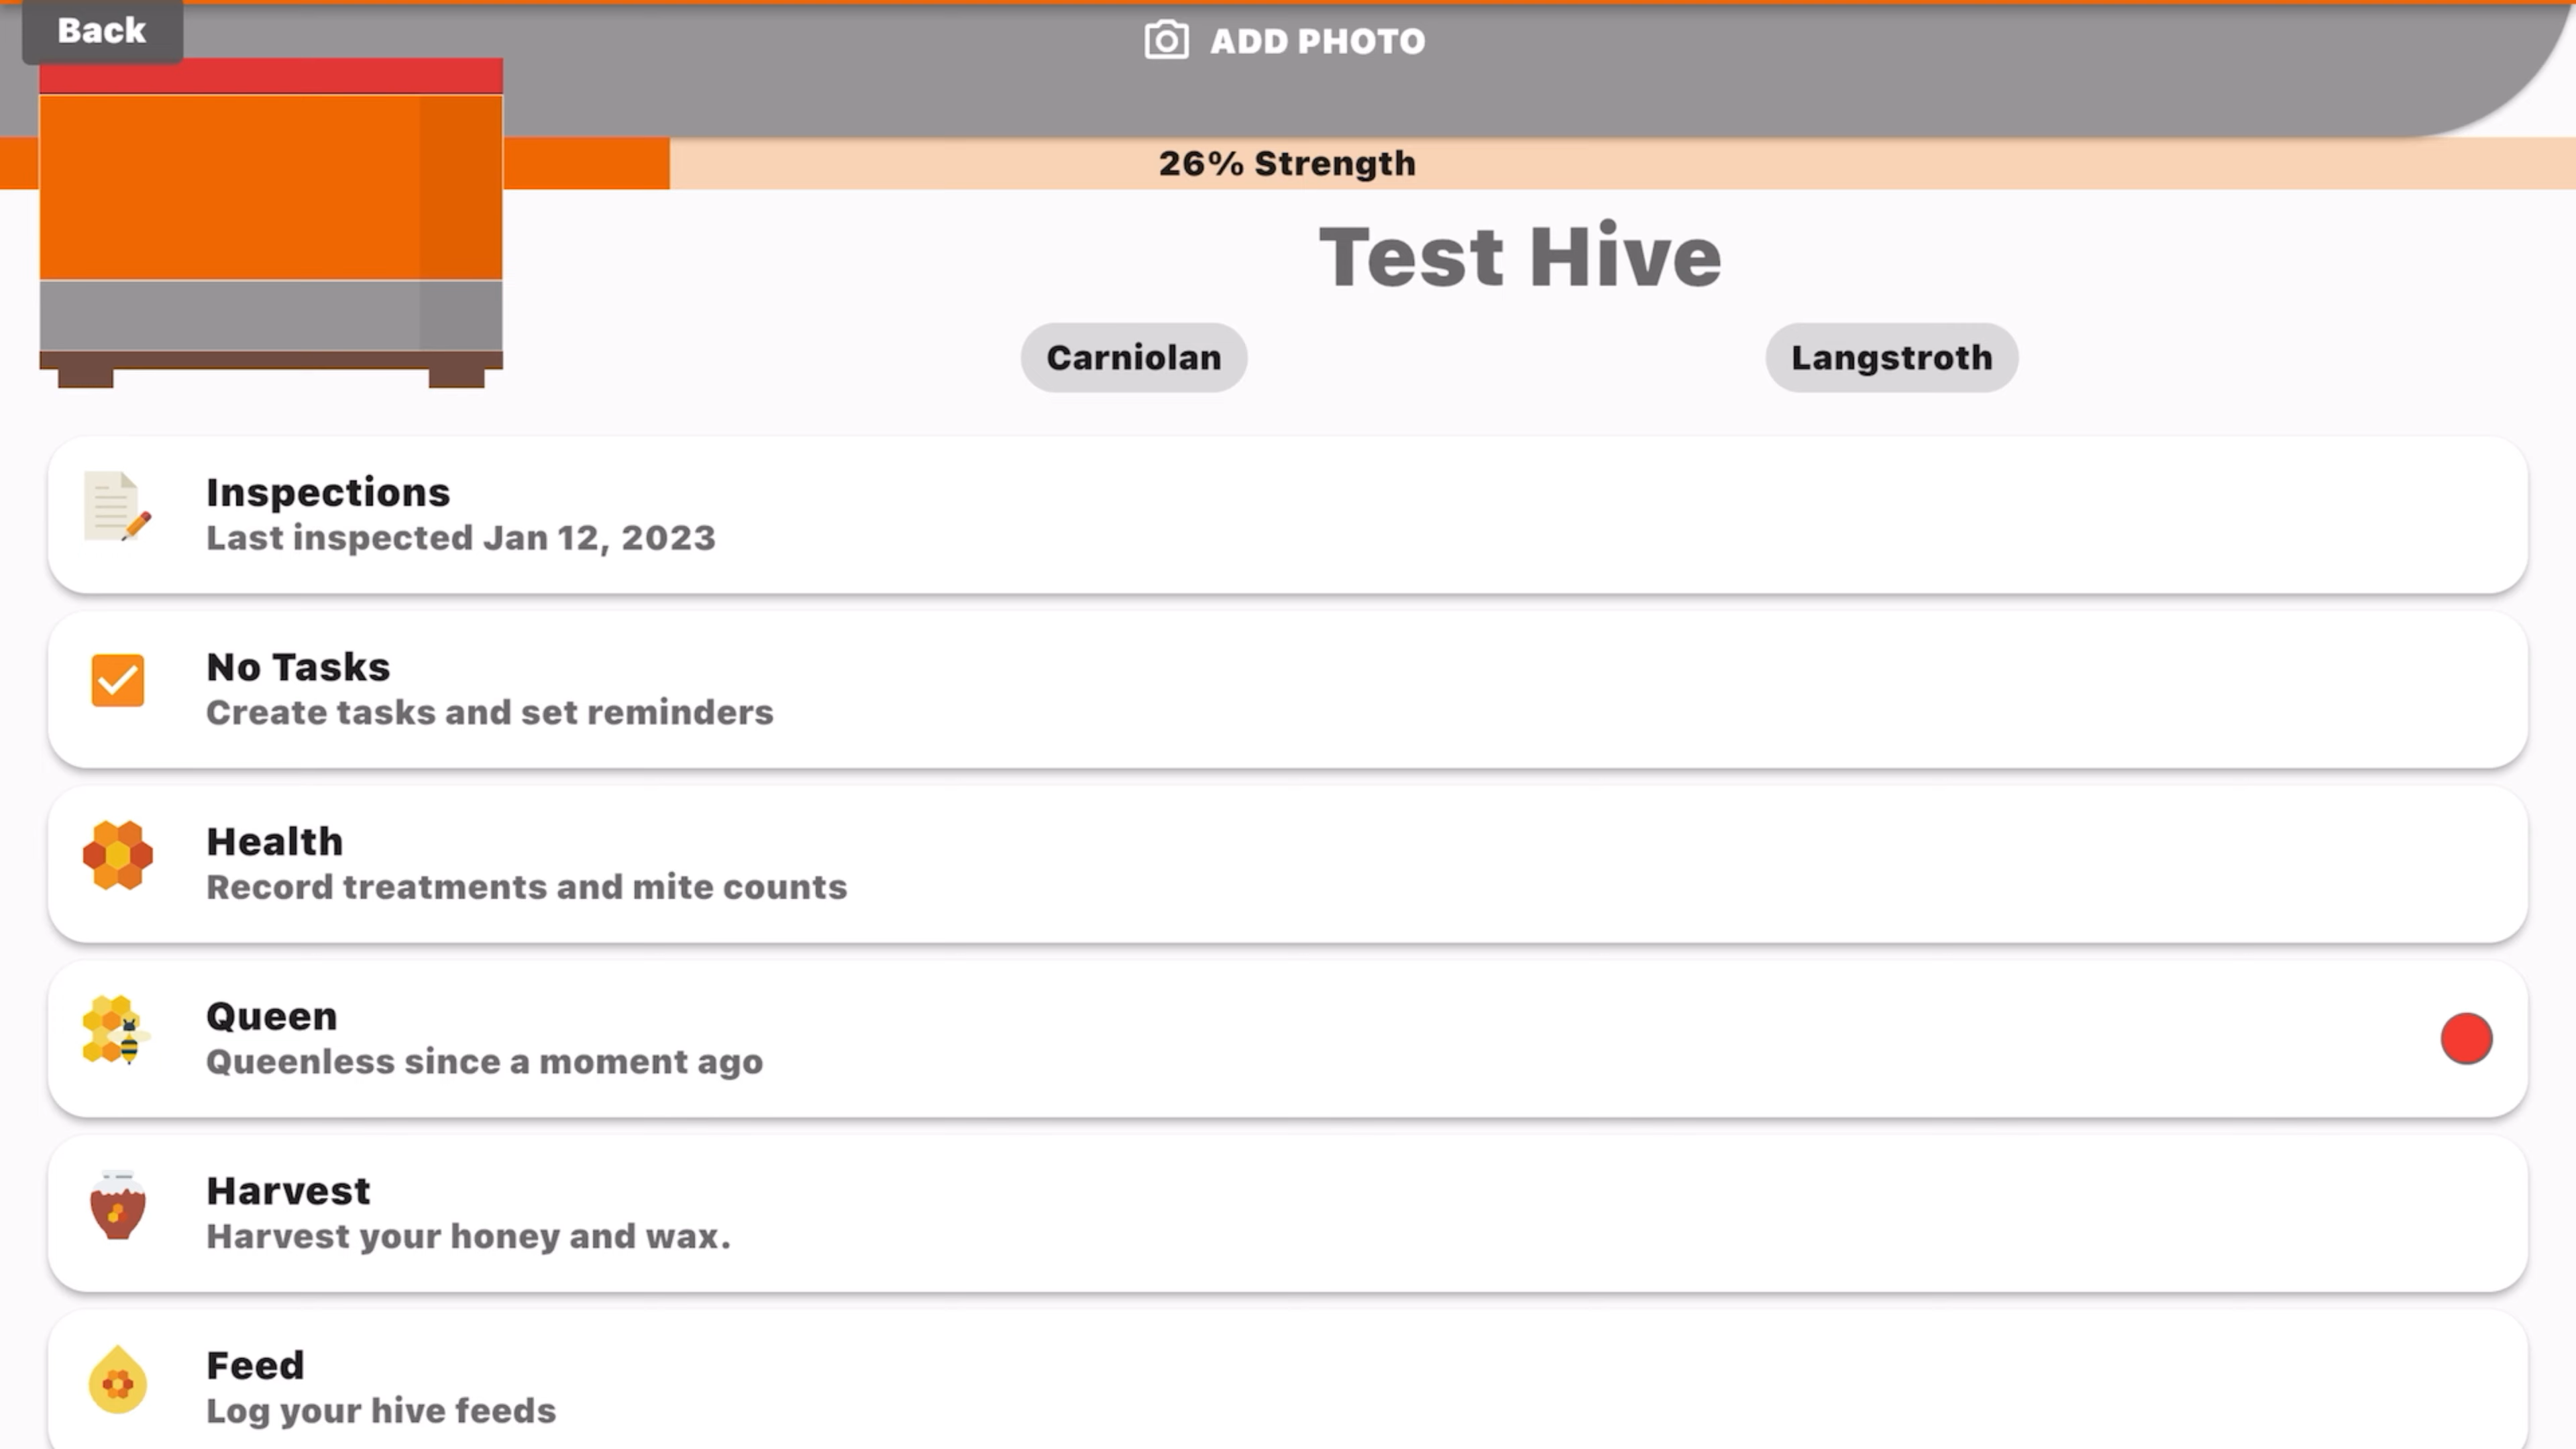 Back
ADD PHOTO
26% Strength
Test Hive
Carniolan
Langstroth
Inspections
Last inspected Jan 12, 2023
No Tasks
Create tasks and set reminders
Health
Record treatments and mite counts
Queen
Queenless since a moment ago
Harvest
Harvest your honey and wax.
Feed
Log your hive feeds